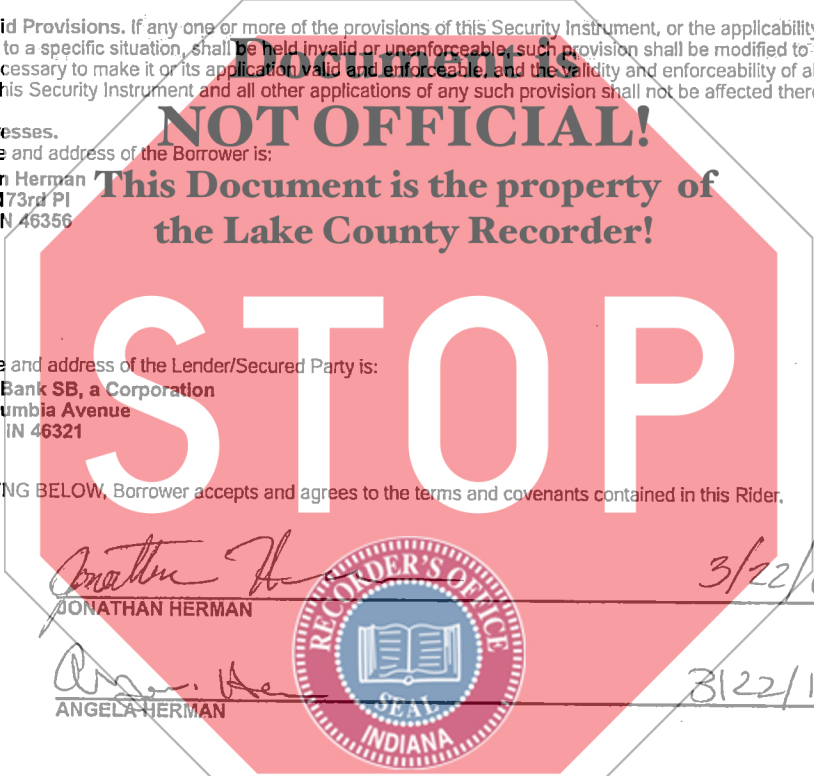 id Provisions. If any one or more of the provisions of this Security Instrument, or the applicability
to a specific situation, shall be held invalid or unenforceable, such provision shall be modified to
cessary to make it or its application valid and enforceable, and the validity and enforceability of al
his Security Instrument and all other applications of any such provision shall not be affected there
Document is
NOT OFFICIAL!
This Document is the property of
the Lake County Recorder!
esses.
e and address of the Borrower is:
n Herman
73rd Pl
N 46356
STOP
e and address of the Lender/Secured Party is:
Bank SB, a Corporation
umbia Avenue
IN 46321
NG BELOW, Borrower accepts and agrees to the terms and covenants contained in this Rider.
Jonathan Her 3/22/
JONATHAN HERMAN
Angela Her 3/22/1
ANGELA HERMAN
RECORDER'S OFFICE
SEAL
INDIANA